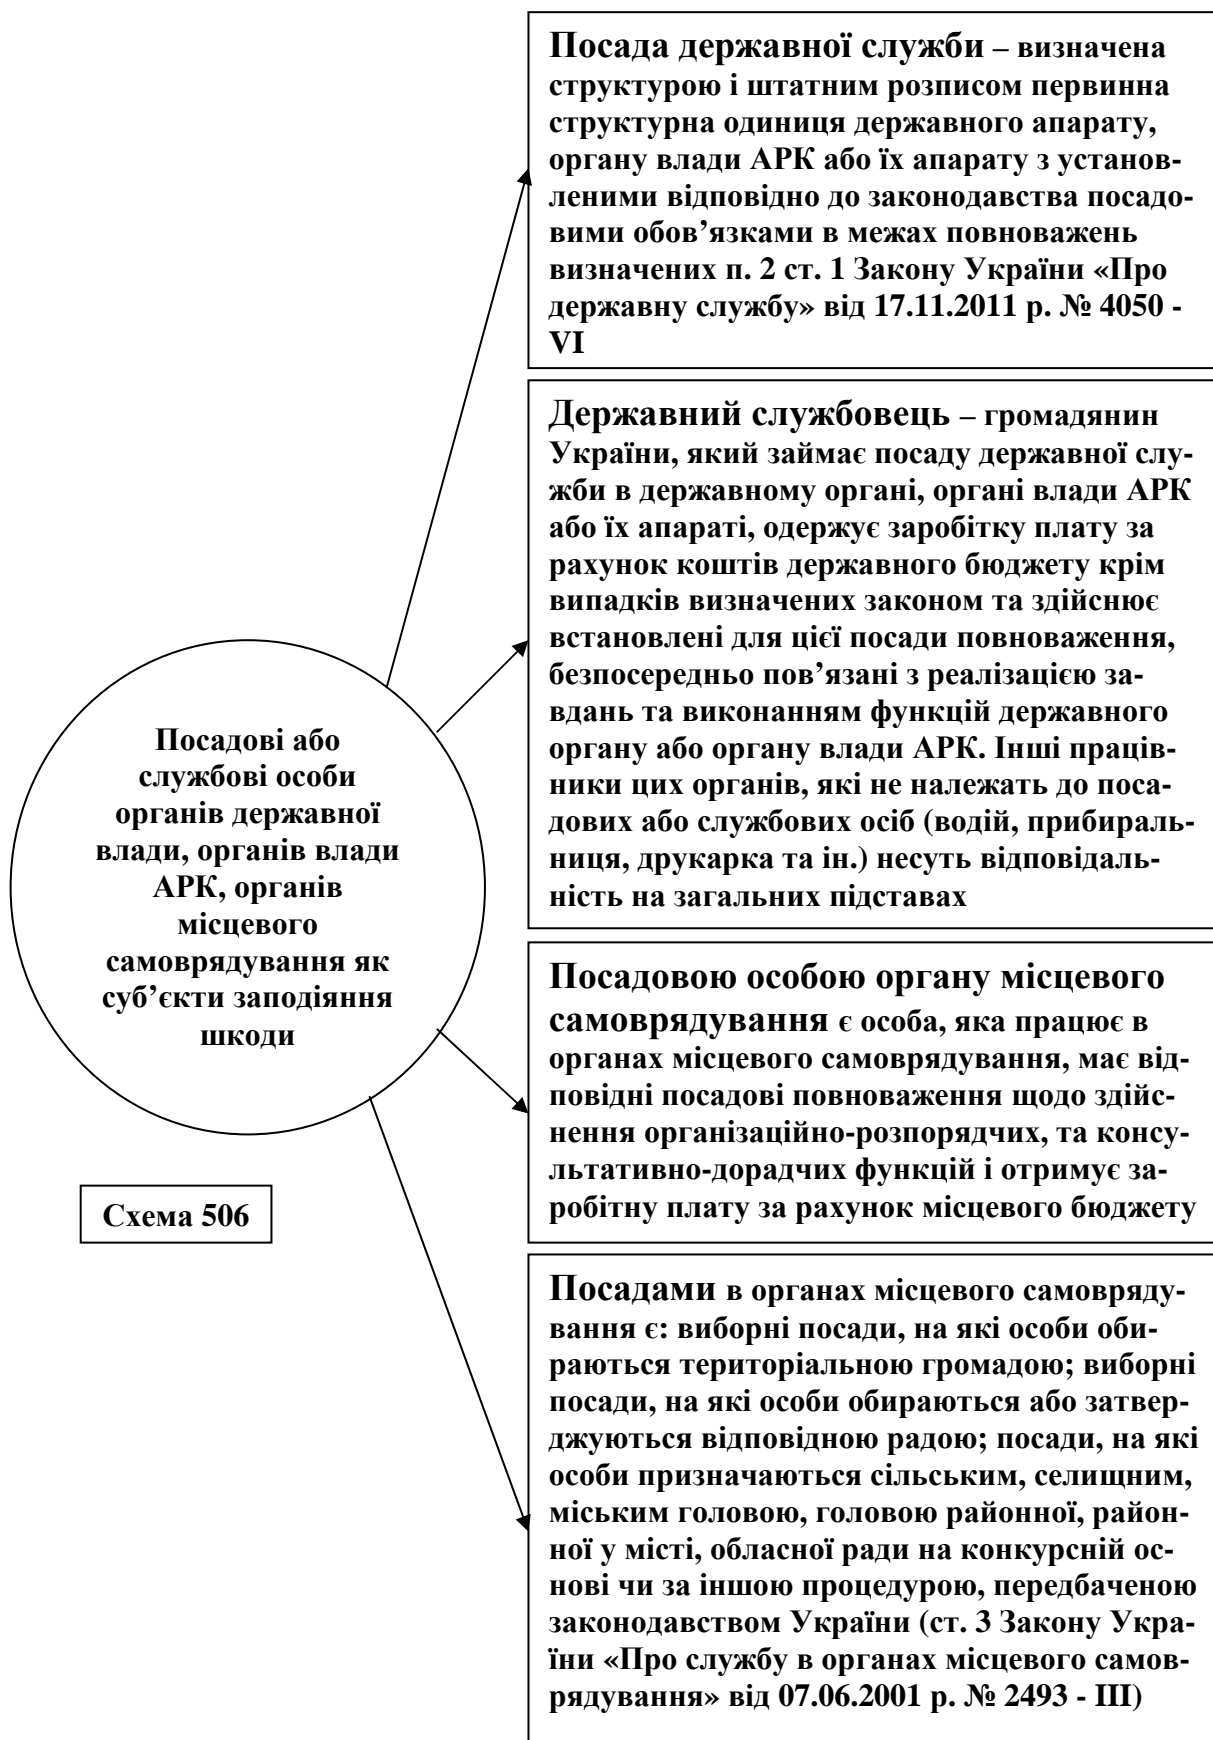 Посада державної служби – визначена
структурою і штатним розписом первинна
структурна одиниця державного апарату,
органу влади АРК або їх апарату з установ-
леними відповідно до законодавства посадо-
вими обов’язками в межах повноважень
визначених п. 2 ст. 1 Закону України «Про
державну службу» від 17.11.2011 р. № 4050 -
VI
Державний службовець – громадянин
України, який займає посаду державної слу-
жби в державному органі, органі влади АРК
або їх апараті, одержує заробітку плату за
рахунок коштів державного бюджету крім
випадків визначених законом та здійснює
встановлені для цієї посади повноваження,
безпосередньо пов’язані з реалізацією за-
вдань та виконанням функцій державного
органу або органу влади АРК. Інші праців-
ники цих органів, які не належать до поса-
дових або службових осіб (водій, прибираль-
ниця, друкарка та ін.) несуть відповідаль-
ність на загальних підставах
Посадові або
службові особи
органів державної
влади, органів влади
АРК, органів
місцевого
самоврядування як
суб’єкти заподіяння
шкоди
Посадовою особою органу місцевого
самоврядування є особа, яка працює в
органах місцевого самоврядування, має від-
повідні посадові повноваження щодо здійс-
нення організаційно-розпорядчих, та консу-
льтативно-дорадчих функцій і отримує за-
робітну плату за рахунок місцевого бюджету
Схема 506
Посадами в органах місцевого самовряду-
вання є: виборні посади, на які особи оби-
раються територіальною громадою; виборні
посади, на які особи обираються або затвер-
джуються відповідною радою; посади, на які
особи призначаються сільським, селищним,
міським головою, головою районної, район-
ної у місті, обласної ради на конкурсній ос-
нові чи за іншою процедурою, передбаченою
законодавством України (ст. 3 Закону Укра-
їни «Про службу в органах місцевого самов-
рядування» від 07.06.2001 р. № 2493 - III)